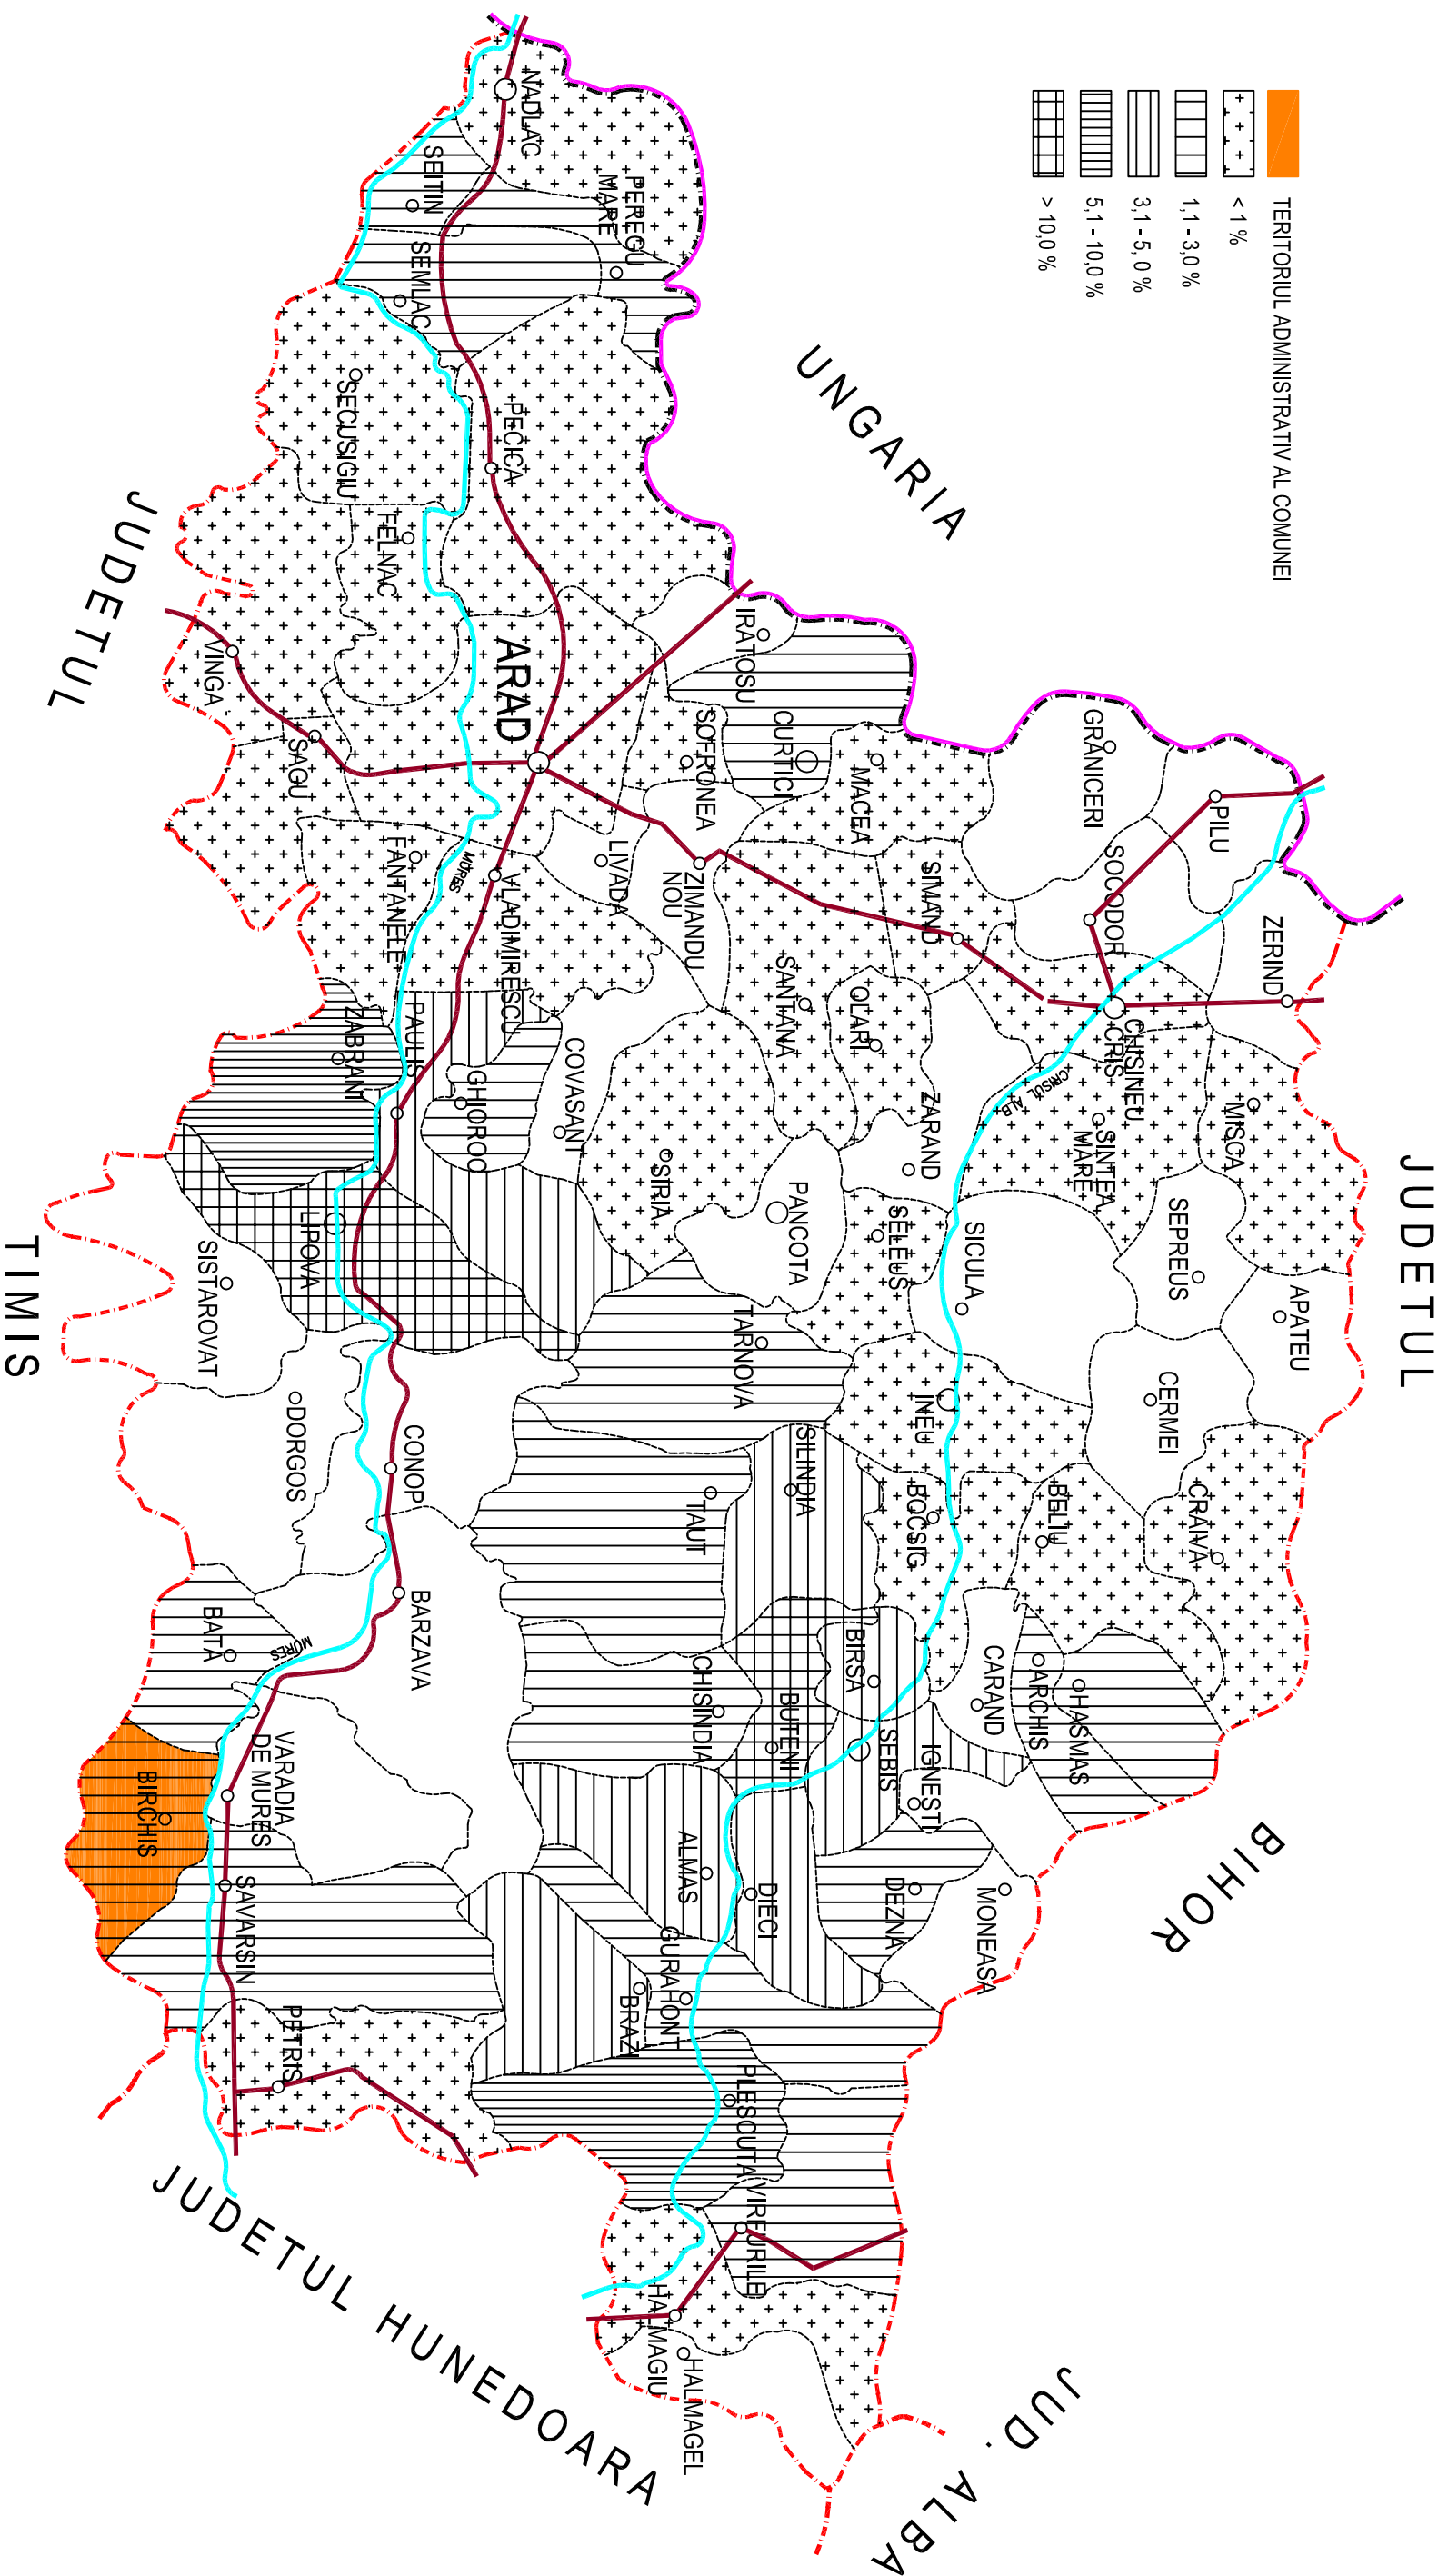 TERITORIUL ADMINISTRATIV AL COMUNEI
< 1 %
1,1 - 3,0 %
3,1 - 5, 0 %
5,1 - 10,0 %
> 10,0 %
UNGARIA
JUDETUL
BIHOR
JUD. ALBA
JUDETUL HUNEDOARA
JUDETUL
TIMIS
NADLAC
PEREGU
MARE
SEITIN
SEMLAC
SECUSIGIU
PECICA
FELNAC
ARAD
VINGA
SAGU
IRATOSU
CURTICI
SOFRONEA
MACEA
GRĂNICERI
PILU
SOCODOR
ZERIND
SIMAND
ZIMANDU
NOU
LIVADA
VLADIMIRESCU
FANTANELE
MURES
SANTANA
OLARI
ZARAND
CHISINEU
CRIS
CRISUL ALB
SINTEA
MARE
MISCA
SEPREUS
APATEU
CERMEI
SICULA
SELEUS
PANCOTA
SIRIA
COVASANT
GHIOROC
PAULIS
ZABRANI
LIPOVA
SISTAROVAT
DORGOS
CONOP
BARZAVA
TARNOVA
SILINDIA
TAUT
INEU
BOCSIG
BELIU
CRAIVA
CARAND
ARCHIS
HASMAS
BIRSA
BUTENI
CHISINDIA
SEBIS
IGNESTI
DEZNA
MONEASA
ALMAS
DIECI
GURAHONT
BRAZI
PLESCUTA
VIRFURILE
HALMAGIU
HALMAGEL
BATA
MURES
VARADIA
DE MURES
BIRCHIS
SAVARSIN
PETRIS